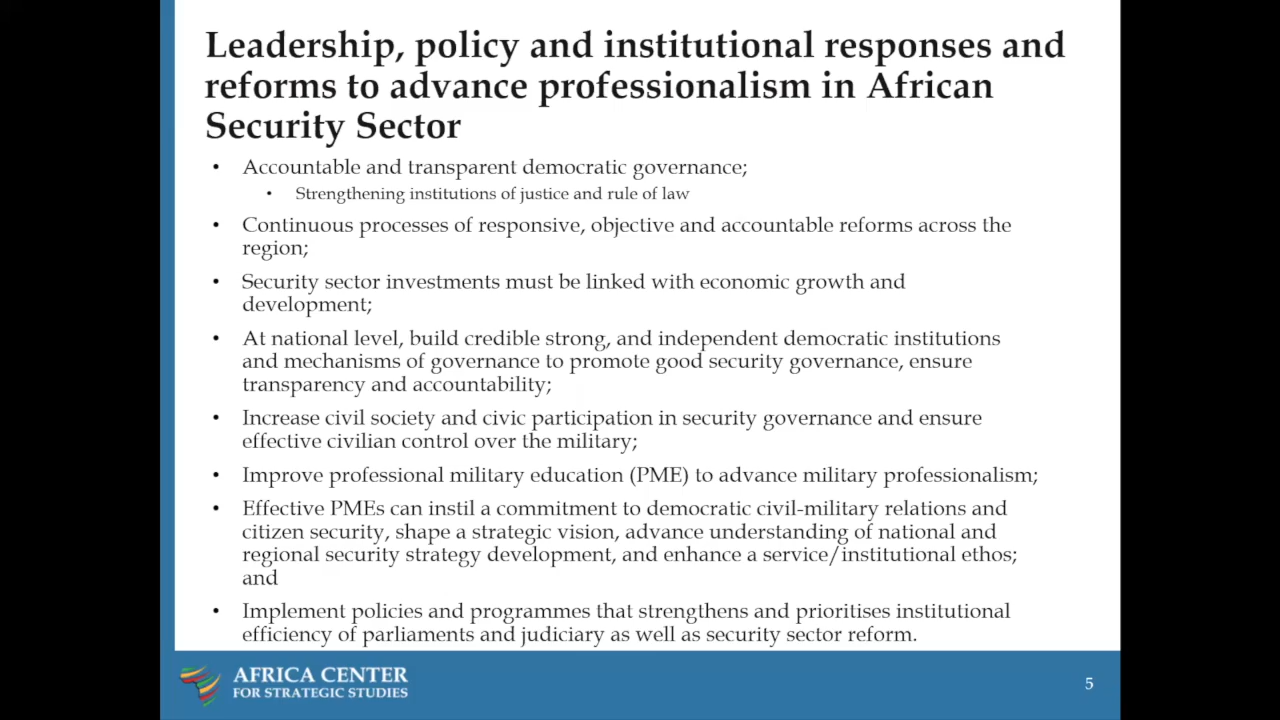 Leadership, policy and institutional responses and
reforms to advance professionalism in African
Security Sector
• Accountable and transparent democratic governance;
• Strengthening institutions of justice and rule of law
• Continuous processes of responsive, objective and accountable reforms across the
region;
• Security sector investments must be linked with economic growth and
development;
• At national level, build credible strong, and independent democratic institutions
and mechanisms of governance to promote good security governance, ensure
transparency and accountability;
• Increase civil society and civic participation in security governance and ensure
effective civilian control over the military;
• Improve professional military education (PME) to advance military professionalism;
• Effective PMEs can instil a commitment to democratic civil-military relations and
citizen security, shape a strategic vision, advance understanding of national and
regional security strategy development, and enhance a service/institutional ethos;
and
• Implement policies and programmes that strengthens and prioritises institutional
efficiency of parliaments and judiciary as well as security sector reform.
AFRICA CENTER
FOR STRATEGIC STUDIES
5